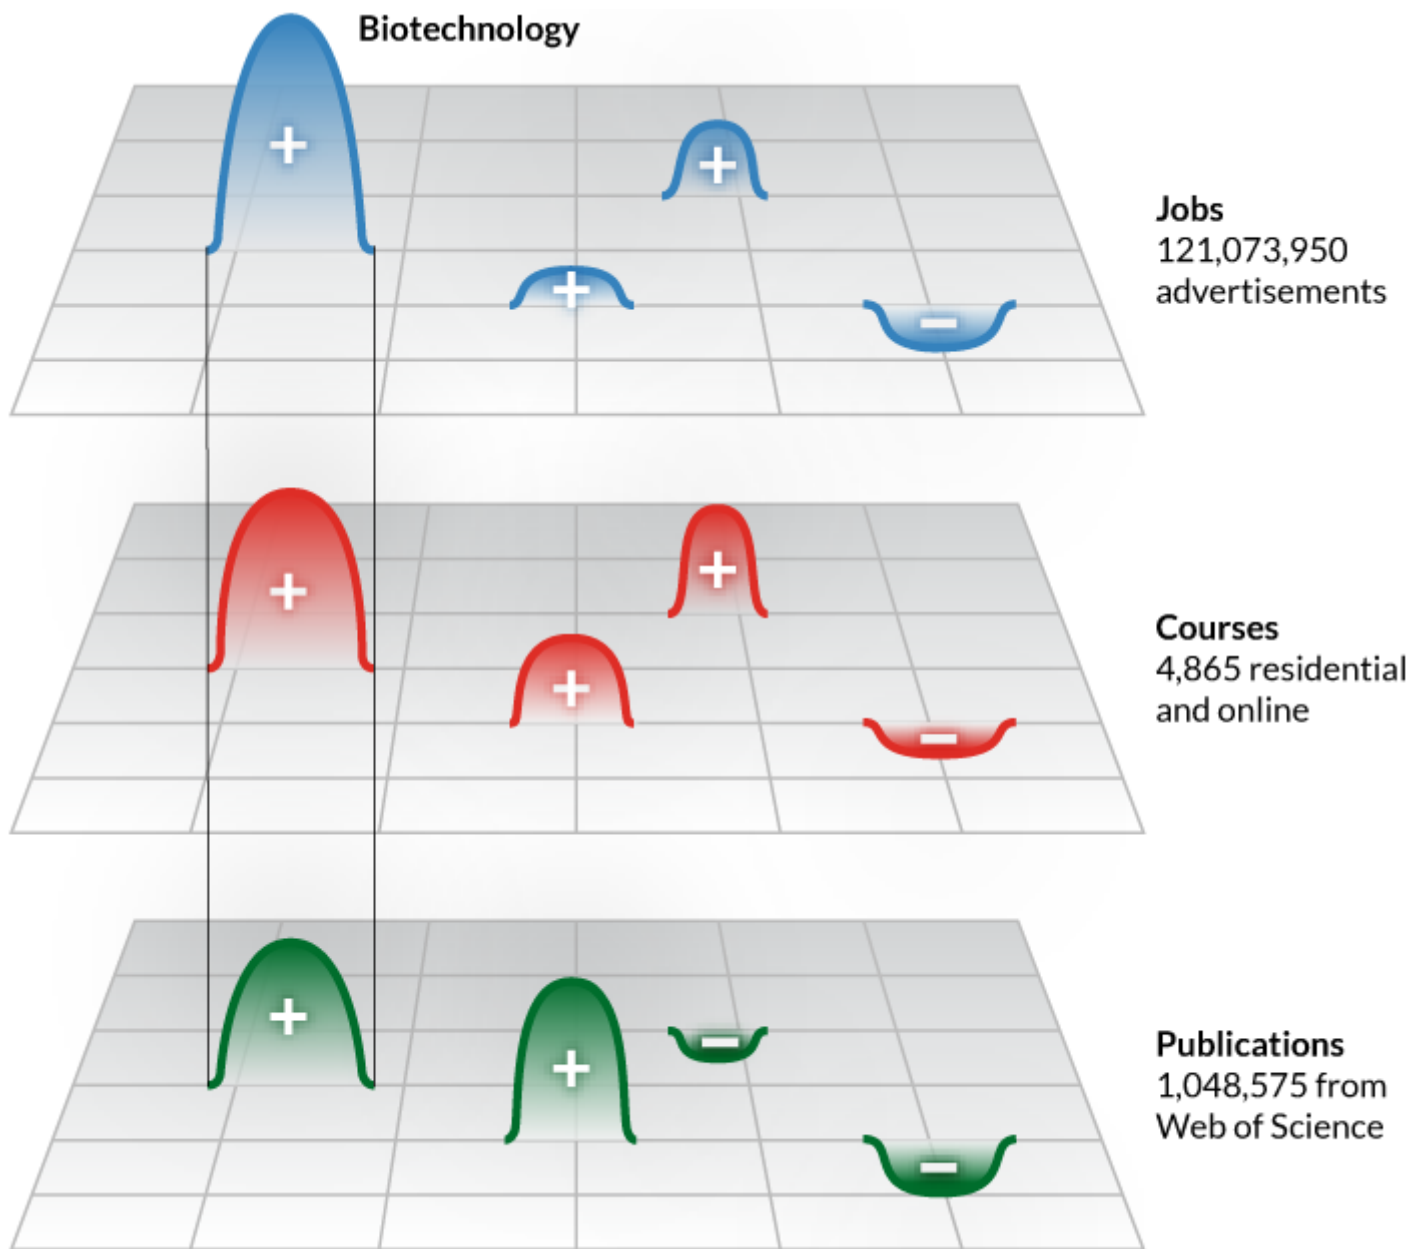 Biotechnology
+
+
+
−
Jobs
121,073,950
advertisements
+
+
+
−
Courses
4,865 residential
and online
+
+
−
−
Publications
1,048,575 from
Web of Science